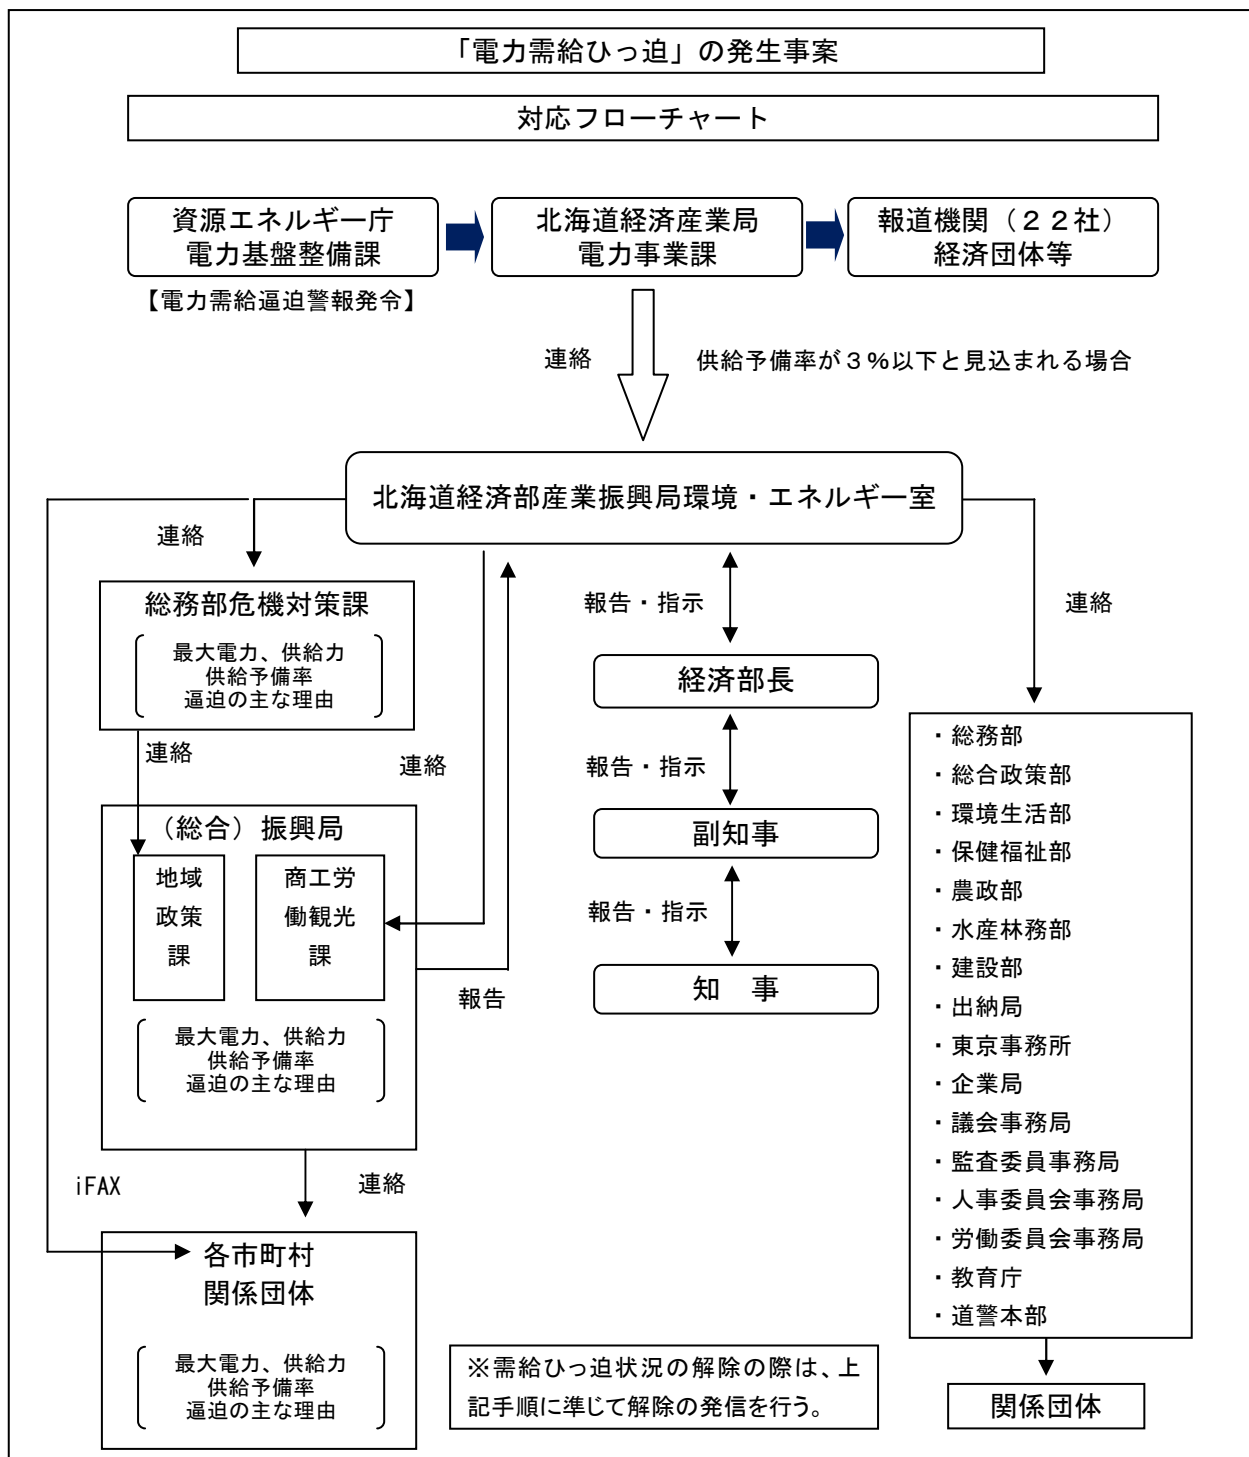 「電力需給ひっ迫」の発生事案
対応フローチャート
資源エネルギー庁
電力基盤整備課
北海道経済産業局
電力事業課
報道機関（２２社）
経済団体等
【電力需給逼迫警報発令】
連絡
供給予備率が３%以下と見込まれる場合
北海道経済部産業振興局環境・エネルギー室
連絡
総務部危機対策課
最大電力、供給力
供給予備率
逼迫の主な理由
連絡
連絡
報告・指示
経済部長
報告・指示
副知事
報告・指示
知　事
連絡
（総合）振興局
地域
政策
課
商工労
働観光
課
最大電力、供給力
供給予備率
逼迫の主な理由
報告
iFAX
連絡
各市町村
関係団体
最大電力、供給力
供給予備率
逼迫の主な理由
・総務部
・総合政策部
・環境生活部
・保健福祉部
・農政部
・水産林務部
・建設部
・出納局
・東京事務所
・企業局
・議会事務局
・監査委員事務局
・人事委員会事務局
・労働委員会事務局
・教育庁
・道警本部
関係団体
※需給ひっ迫状況の解除の際は、上
記手順に準じて解除の発信を行う。